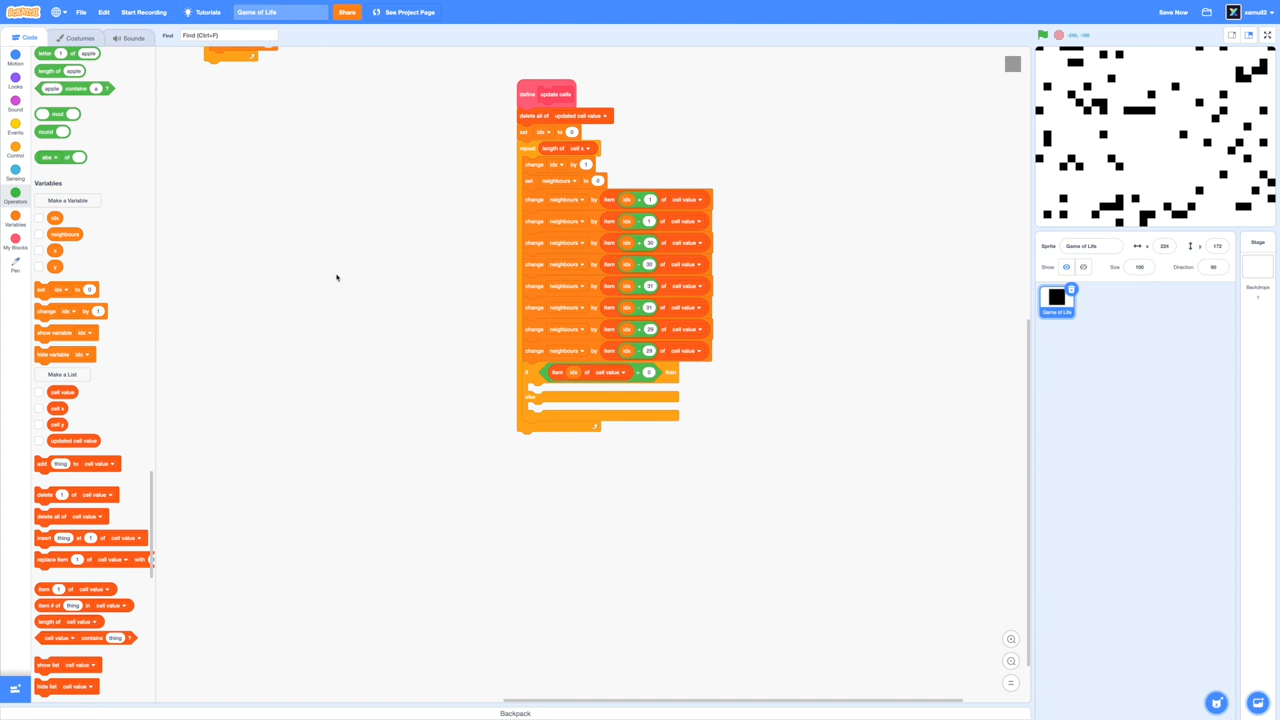 SCRATCH File Edit Start Recording Tutorials Game of Life Share See Project Page Save Now xamuil2
Code Costumes Sounds Find Find (Ctrl+F) -240, -180
Motion
Looks
Sound
Events
Control
Sensing
Operators
Variables
My Blocks
Pen
letter 1 of apple
length of apple
apple contains a ?
mod
round
abs of
Variables
Make a Variable
idx
neighbours
x
y
set idx to 0
change idx by 1
show variable idx
hide variable idx
Make a List
cell value
cell x
cell y
updated cell value
add thing to cell value
delete 1 of cell value
delete all of cell value
insert thing at 1 of cell value
replace item 1 of cell value with
item 1 of cell value
item # of thing in cell value
length of cell value
cell value contains thing ?
show list cell value
hide list cell value
define update cells
delete all of updated cell value
set idx to 0
repeat length of cell x
change idx by 1
set neighbours to 0
change neighbours by item idx + 1 of cell value
change neighbours by item idx - 1 of cell value
change neighbours by item idx + 30 of cell value
change neighbours by item idx - 30 of cell value
change neighbours by item idx + 31 of cell value
change neighbours by item idx - 31 of cell value
change neighbours by item idx + 29 of cell value
change neighbours by item idx - 29 of cell value
if item idx of cell value = 0 then
else
Sprite Game of Life x 224 y 172
Show Size 100 Direction 90
Game of Life
Stage
Backdrops
1
Backpack